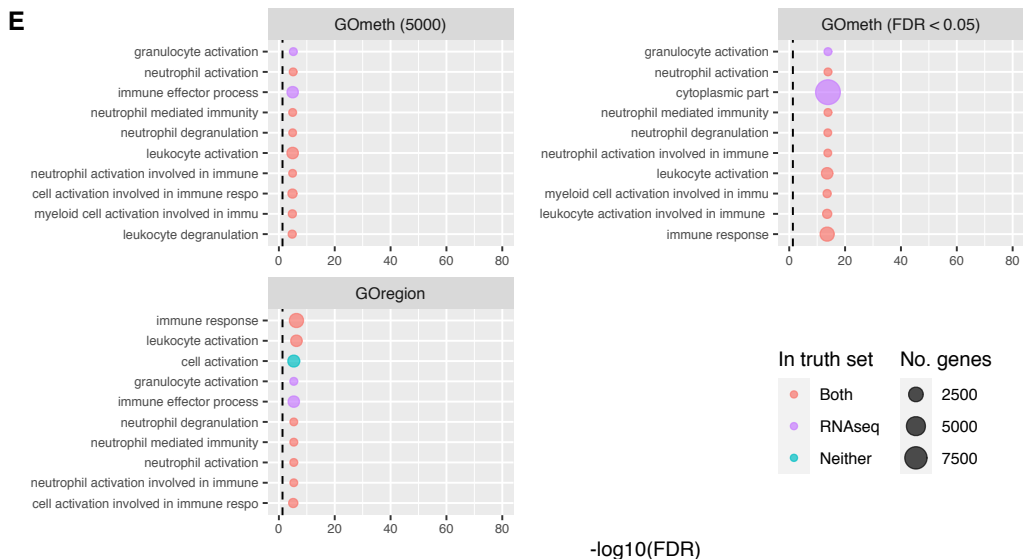 E
GOmeth (5000)
granulocyte activation
neutrophil activation
immune effector process
neutrophil mediated immunity
neutrophil degranulation
leukocyte activation
neutrophil activation involved in immune
cell activation involved in immune respo
myeloid cell activation involved in immu
leukocyte degranulation
0 20 40 60 80
GOmeth (FDR < 0.05)
granulocyte activation
neutrophil activation
cytoplasmic part
neutrophil mediated immunity
neutrophil degranulation
neutrophil activation involved in immune
leukocyte activation
myeloid cell activation involved in immu
leukocyte activation involved in immune
immune response
0 20 40 60 80
GOregion
immune response
leukocyte activation
cell activation
granulocyte activation
immune effector process
neutrophil degranulation
neutrophil mediated immunity
neutrophil activation
neutrophil activation involved in immune
cell activation involved in immune respo
0 20 40 60 80
In truth set
Both
RNAseq
Neither
No. genes
2500
5000
7500
-log10(FDR)